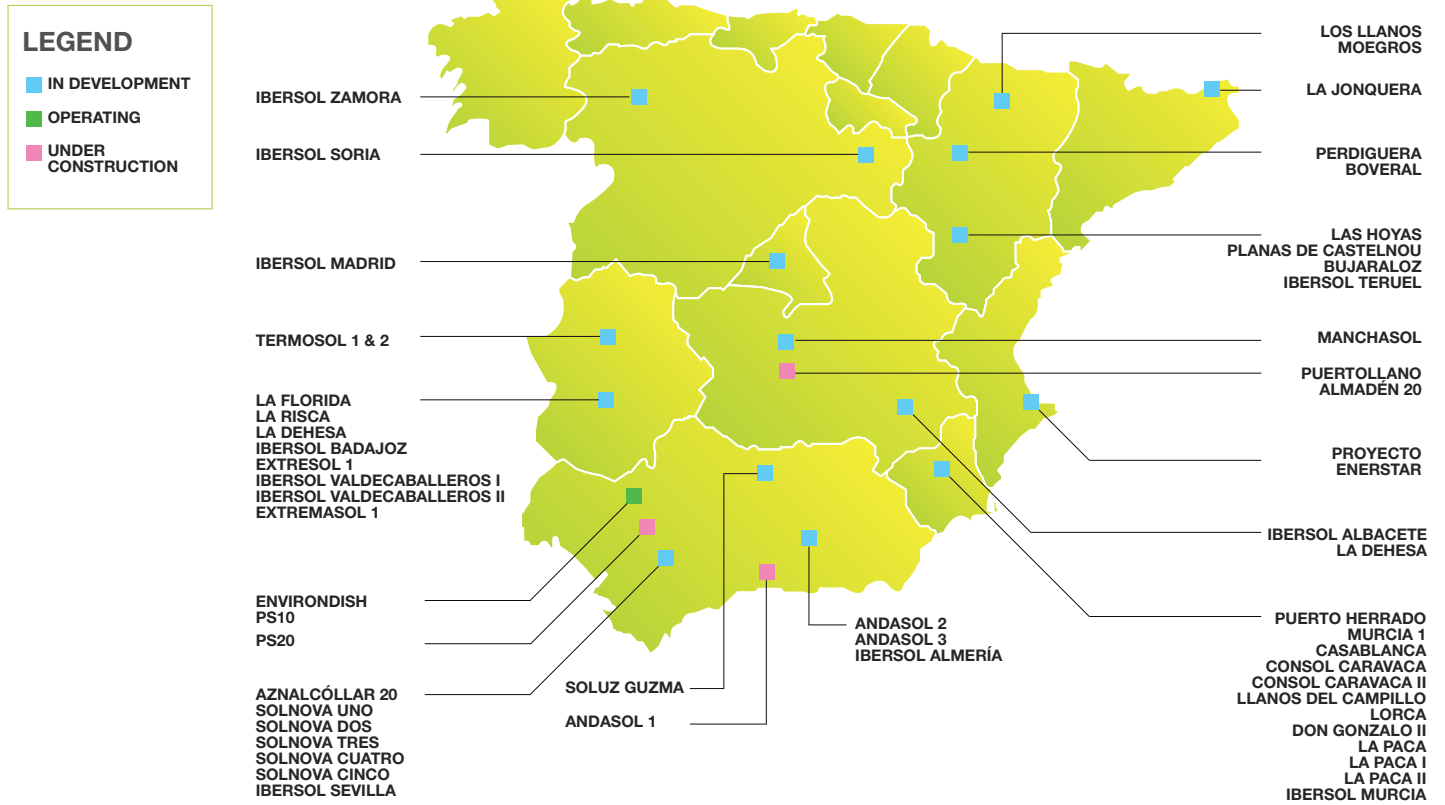 LEGEND
IN DEVELOPMENT
OPERATING
UNDER
CONSTRUCTION
IBERSOL ZAMORA
IBERSOL SORIA
IBERSOL MADRID
TERMOSOL 1 & 2
LA FLORIDA
LA RISCA
LA DEHESA
IBERSOL BADAJOZ
EXTRESOL 1
IBERSOL VALDECABALLEROS I
IBERSOL VALDECABALLEROS II
EXTREMASOL 1
ENVIRONDISH
PS10
PS20
AZNALCÓLLAR 20
SOLNOVA UNO
SOLNOVA DOS
SOLNOVA TRES
SOLNOVA CUATRO
SOLNOVA CINCO
IBERSOL SEVILLA
SOLUZ GUZMA
ANDASOL 1
ANDASOL 2
ANDASOL 3
IBERSOL ALMERÍA
LOS LLANOS
MOEGROS
LA JONQUERA
PERDIGUERA
BOVERAL
LAS HOYAS
PLANAS DE CASTELNOU
BUJARALOZ
IBERSOL TERUEL
MANCHASOL
PUERTOLLANO
ALMADÉN 20
PROYECTO
ENERSTAR
IBERSOL ALBACETE
LA DEHESA
PUERTO HERRADO
MURCIA 1
CASABLANCA
CONSOL CARAVACA
CONSOL CARAVACA II
LLANOS DEL CAMPILLO
LORCA
DON GONZALO II
LA PACA
LA PACA I
LA PACA II
IBERSOL MURCIA